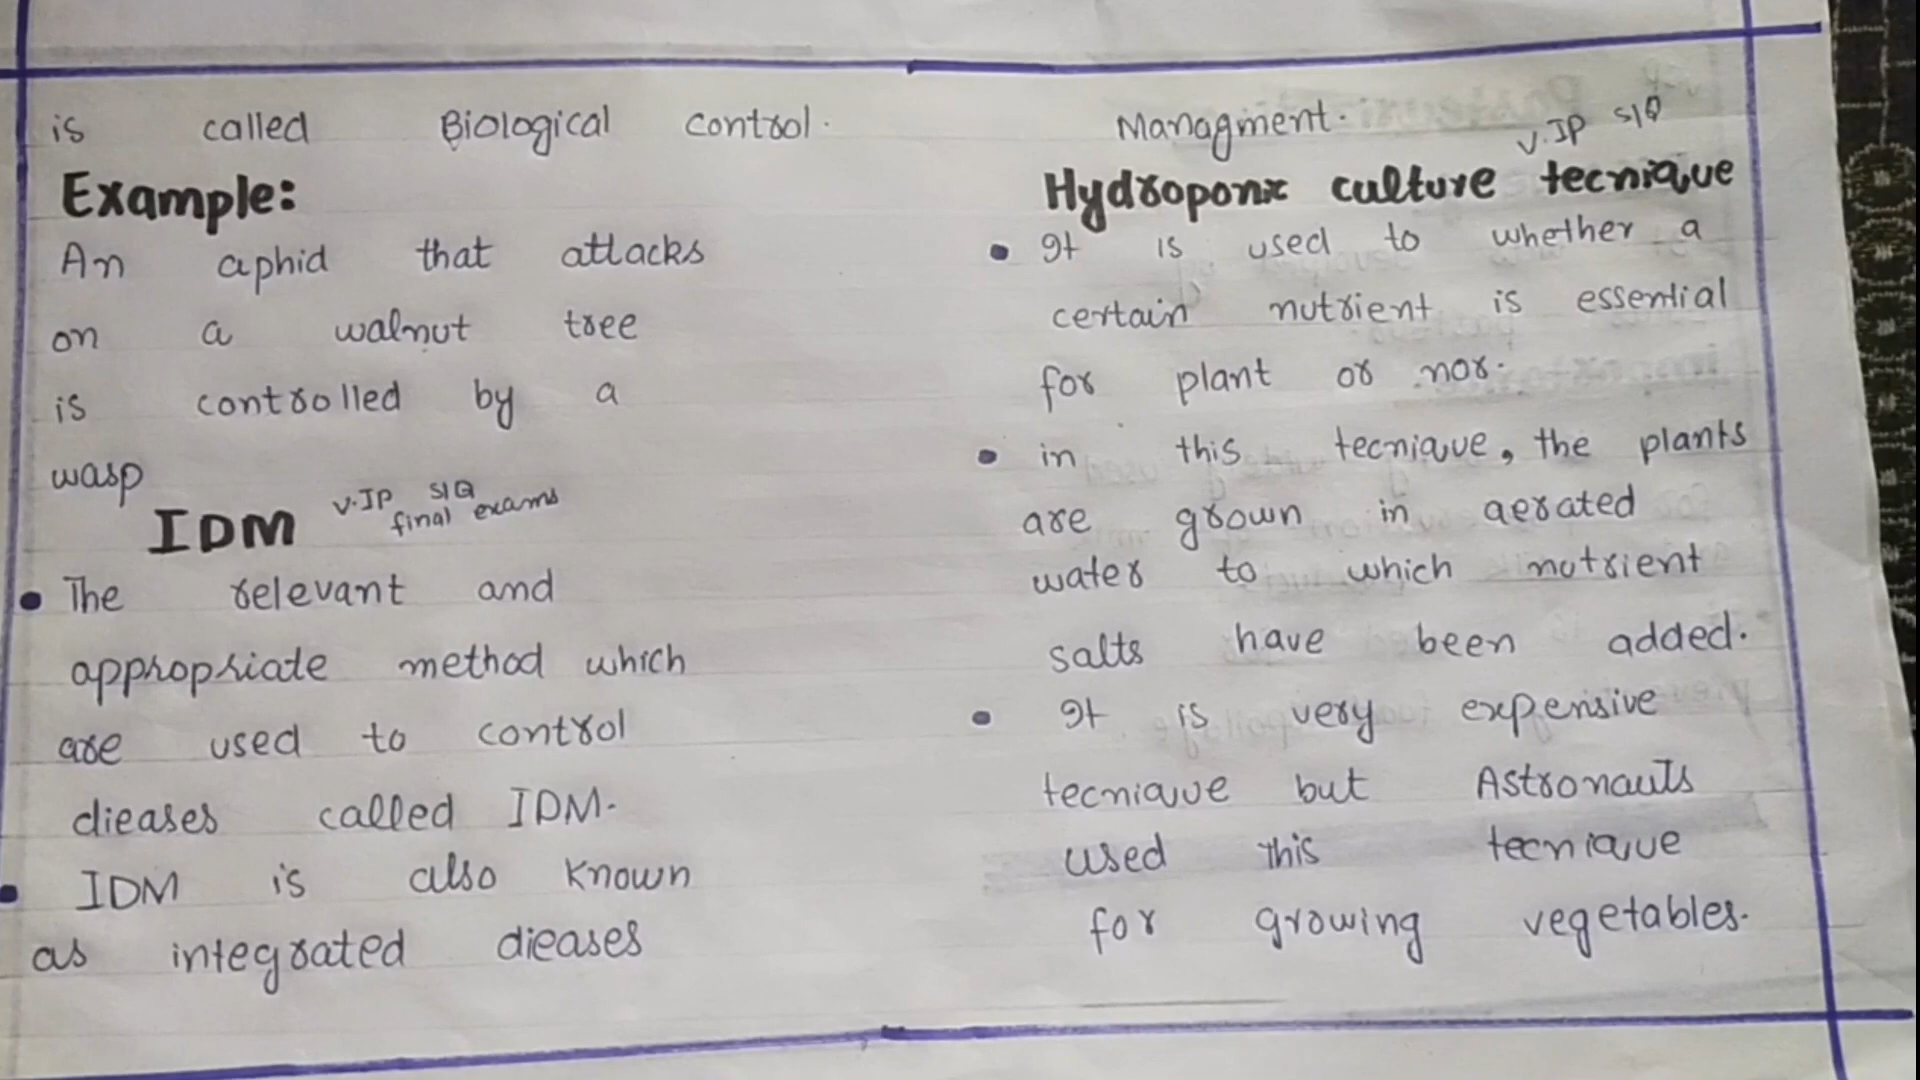 is called Biological control.
Example:
An aphid that attacks
on a walnut tree
is controlled by a
wasp
IDM v.IP S/Q final exams
• The relevant and
appropriate method which
are used to control
dieases called IDM.
• IDM is also known
as integrated dieases
Managment.
v.IP S/Q
Hydroponic culture tecnique
• It is used to whether a
certain nutrient is essential
for plant or nor.
• in this tecnique, the plants
are grown in aerated
water to which nutrient
salts have been added.
• It is very expensive
tecnique but Astronauts
used this tecnique
for growing vegetables.